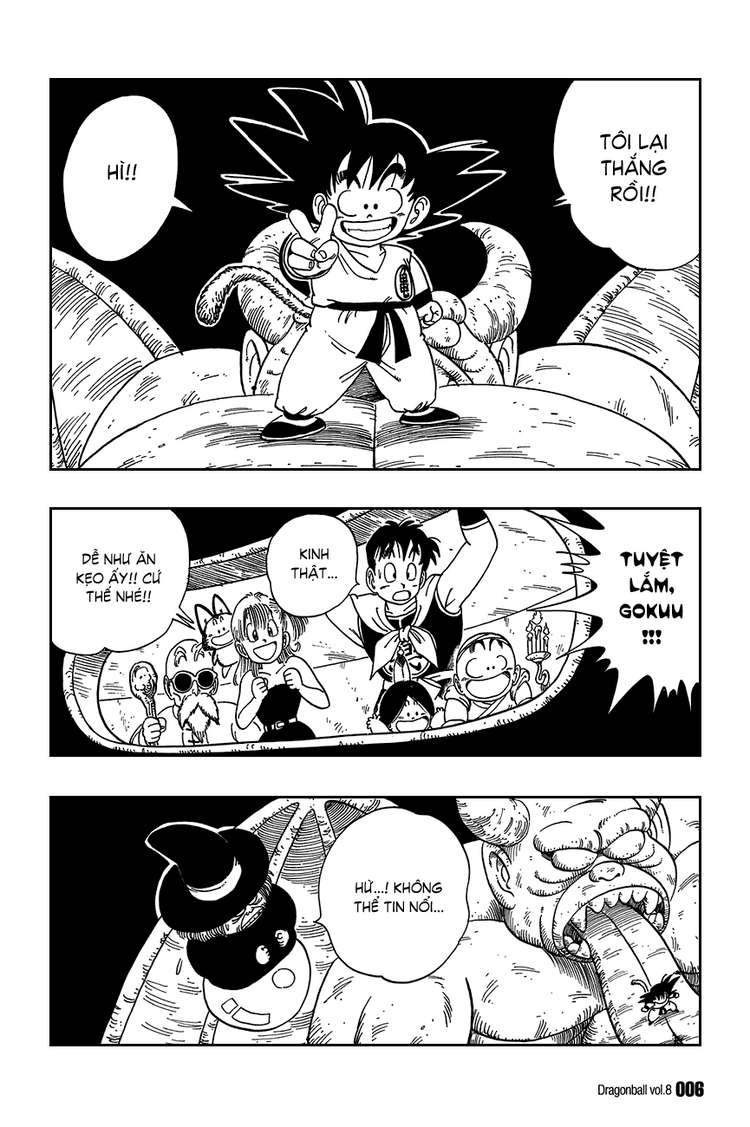 TÔI LẠI
THẮNG
RỒI!!
HÌ!!
TUYỆT
LẮM,
GOKUU
!!!
KINH
THẬT...
DỀ NHƯ ĂN
KẸO ẤY!! CỨ
THẾ NHÉ!!
HỪ...! KHÔNG
THỂ TIN NỔI...
Dragonball vol.8 006